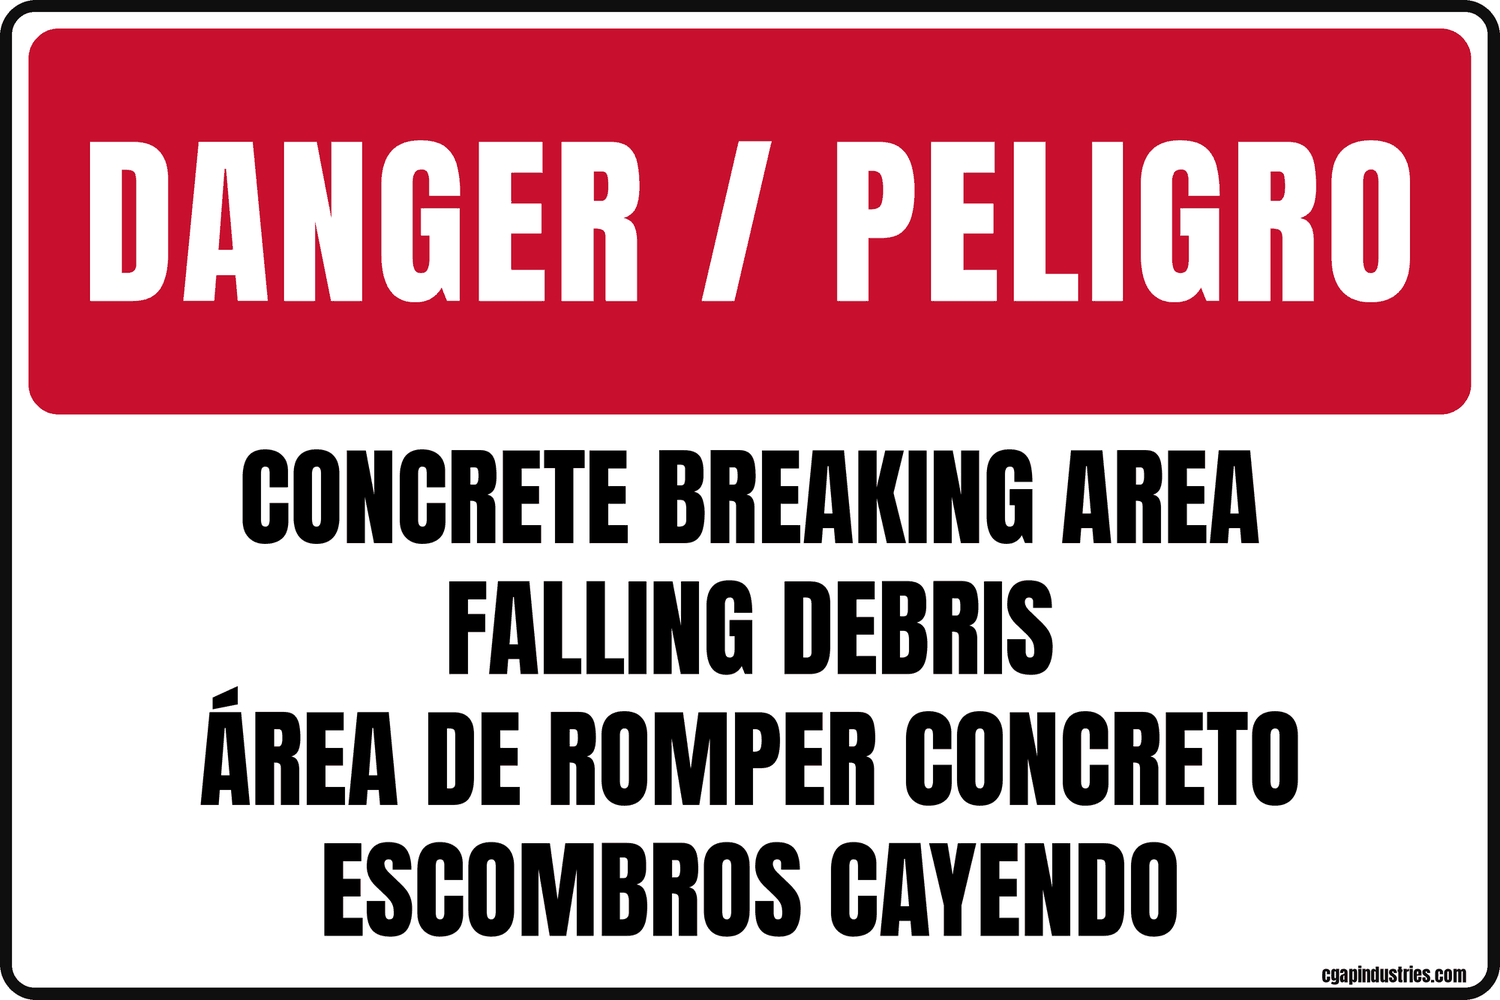 DANGER / PELIGRO
CONCRETE BREAKING AREA
FALLING DEBRIS
ÁREA DE ROMPER CONCRETO
ESCOMBROS CAYENDO
cgapindustries.com